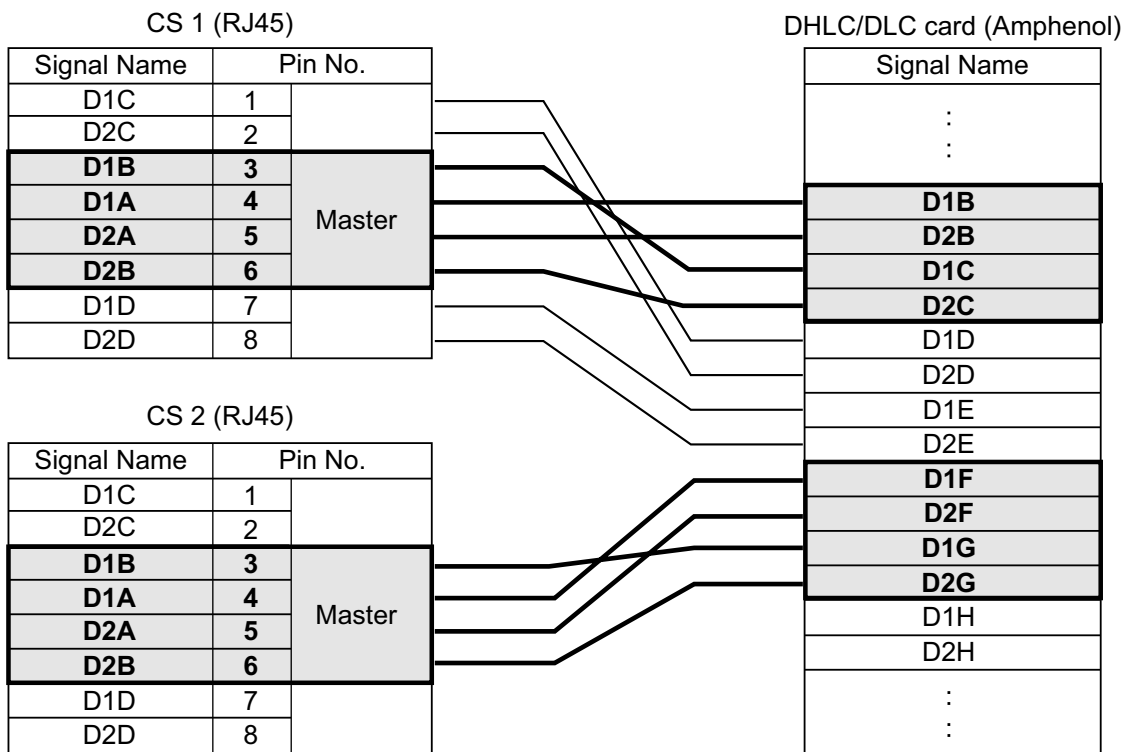 CS 1 (RJ45)
Signal Name Pin No.
D1C 1
D2C 2
D1B 3
D1A 4
Master
D2A 5
D2B 6
D1D 7
D2D 8
CS 2 (RJ45)
Signal Name Pin No.
D1C 1
D2C 2
D1B 3
D1A 4
Master
D2A 5
D2B 6
D1D 7
D2D 8
DHLC/DLC card (Amphenol)
Signal Name
:
:
D1B
D2B
D1C
D2C
D1D
D2D
D1E
D2E
D1F
D2F
D1G
D2G
D1H
D2H
:
: